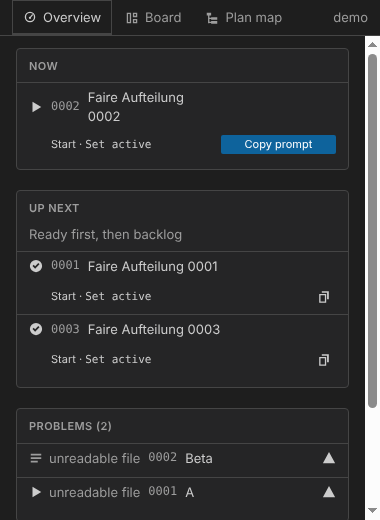 Overview Board Plan map demo
NOW
0002 Faire Aufteilung
0002
Start · Set active Copy prompt
UP NEXT
Ready first, then backlog
0001 Faire Aufteilung 0001
Start · Set active
0003 Faire Aufteilung 0003
Start · Set active
PROBLEMS (2)
unreadable file 0002 Beta
unreadable file 0001 A